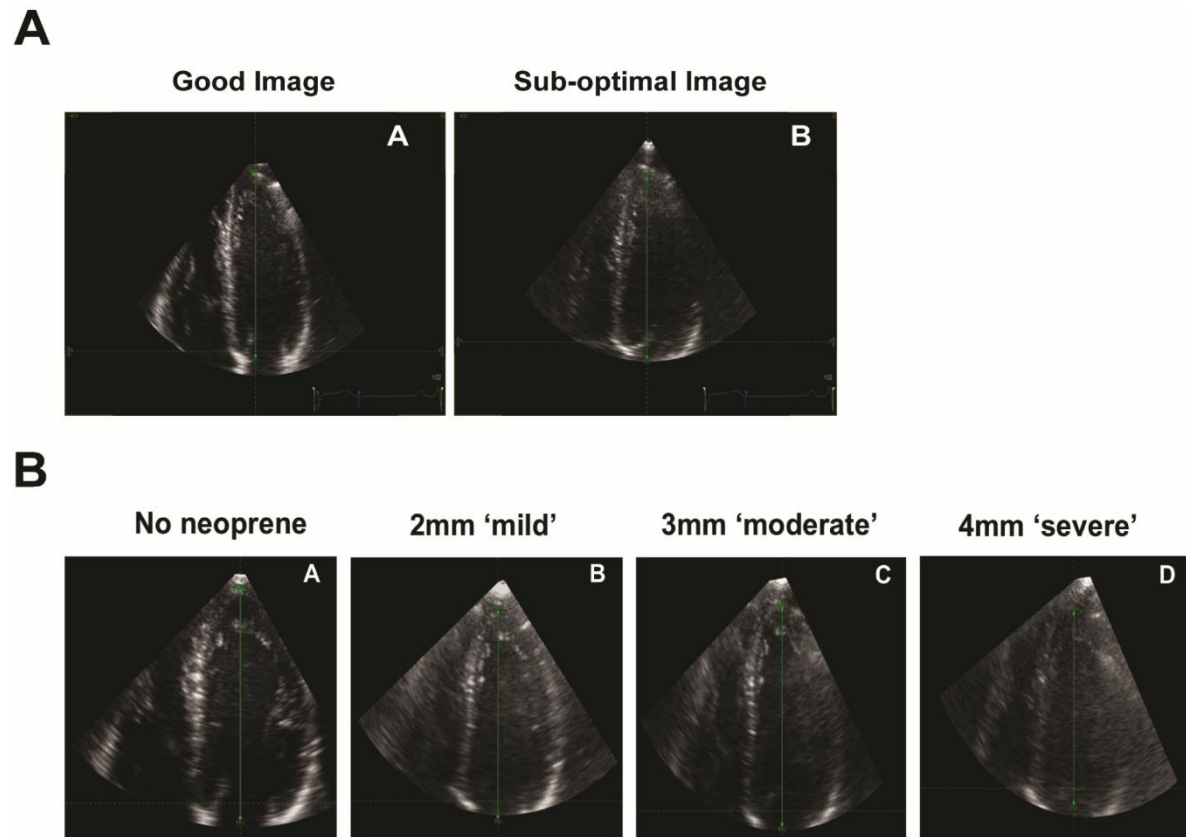 A
Good Image
Sub-optimal Image
A
B
B
No neoprene
2mm ‘mild’
3mm ‘moderate’
4mm ‘severe’
A
B
C
D